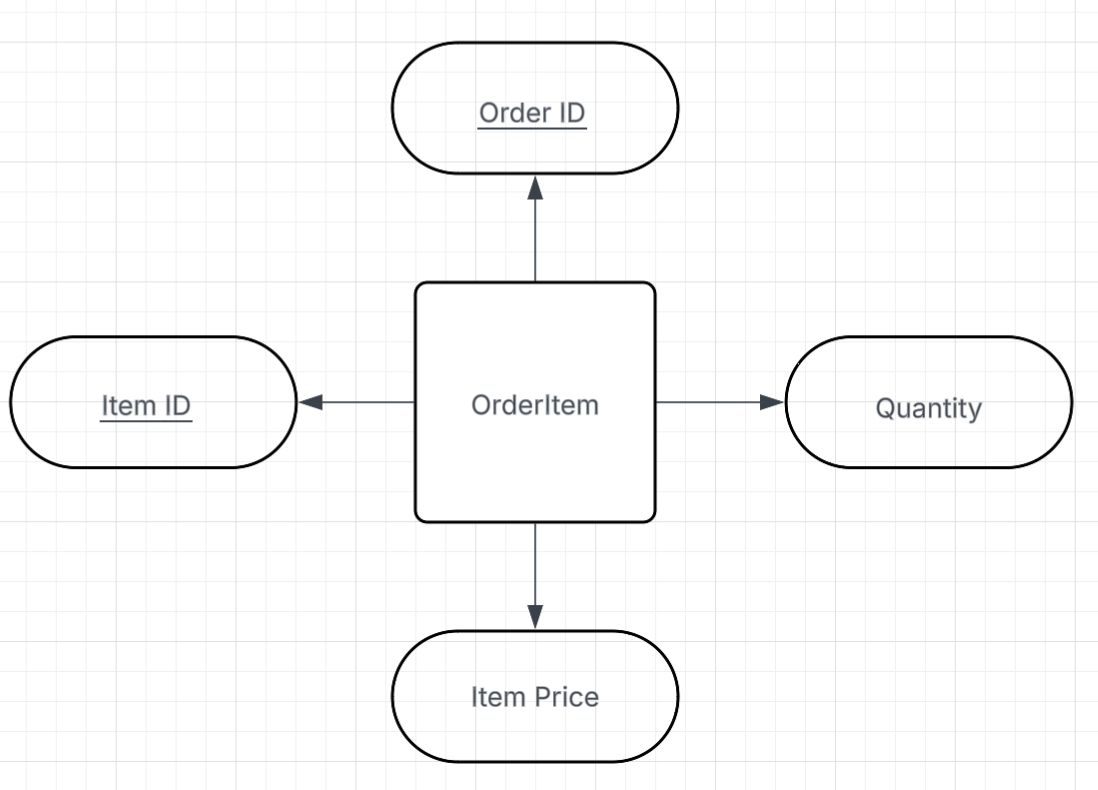 Order ID
Item ID
OrderItem
Quantity
Item Price